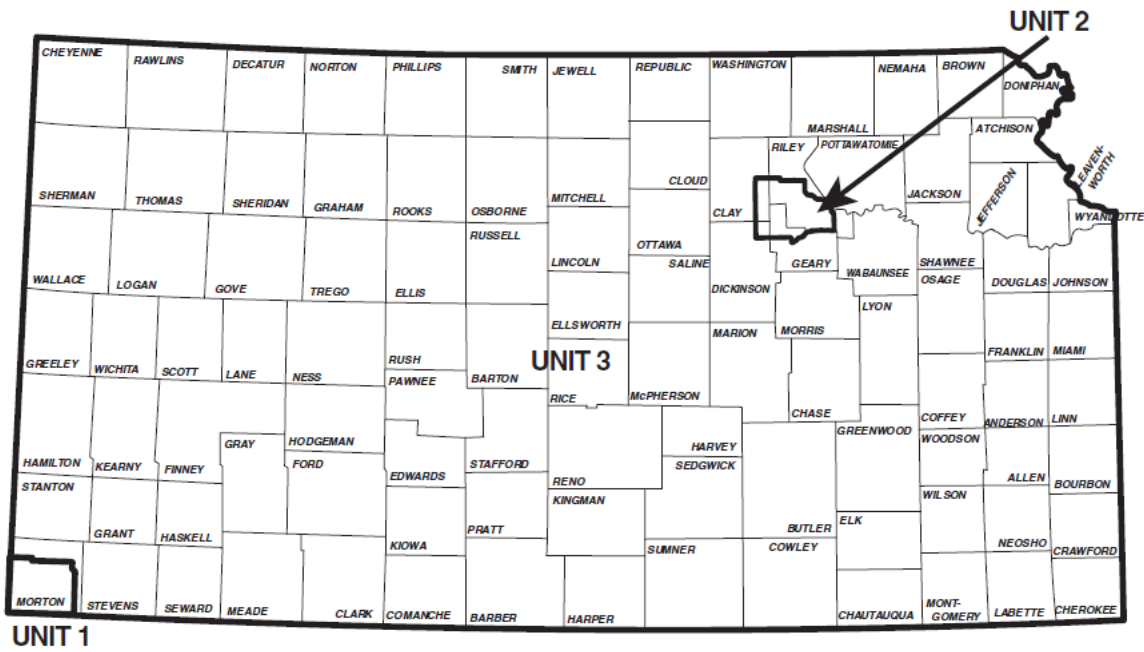 UNIT 2
CHEYENNE
RAWLINS
DECATUR
NORTON
PHILLIPS
SMITH
JEWELL
REPUBLIC
WASHINGTON
MARSHALL
NEMAHA
BROWN
DONIPHAN
ATCHISON
RILEY
POTTAWATOMIE
LEAVEN-
WORTH
SHERMAN
THOMAS
SHERIDAN
GRAHAM
ROOKS
OSBORNE
MITCHELL
CLOUD
CLAY
JACKSON
JEFFERSON
WYANDOTTE
RUSSELL
OTTAWA
WALLACE
LOGAN
GOVE
TREGO
ELLIS
LINCOLN
SALINE
DICKINSON
GEARY
WABAUNSEE
SHAWNEE
OSAGE
DOUGLAS
JOHNSON
LYON
ELLSWORTH
MARION
MORRIS
GREELEY
WICHITA
SCOTT
LANE
NESS
RUSH
PAWNEE
BARTON
UNIT 3
FRANKLIN
MIAMI
RICE
McPHERSON
CHASE
GREENWOOD
COFFEY
ANDERSON
LINN
HAMILTON
KEARNY
FINNEY
GRAY
HODGEMAN
FORD
EDWARDS
STAFFORD
RENO
HARVEY
SEDGWICK
WOODSON
ALLEN
BOURBON
STANTON
GRANT
HASKELL
KIOWA
PRATT
KINGMAN
SUMNER
BUTLER
COWLEY
ELK
WILSON
NEOSHO
CRAWFORD
MORTON
STEVENS
SEWARD
MEADE
CLARK
COMANCHE
BARBER
HARPER
CHAUTAUQUA
MONT-
GOMERY
LABETTE
CHEROKEE
UNIT 1